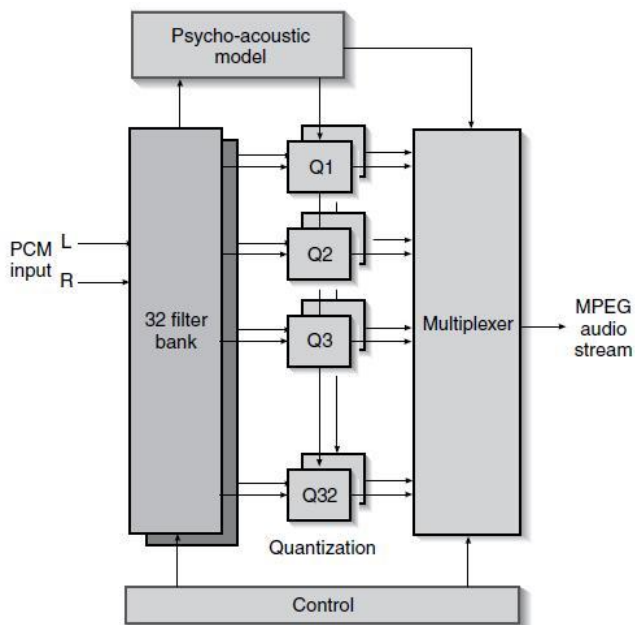 Psycho-acoustic
model
Q1
PCM
input
L
R
Q2
32 filter
bank
Q3
Multiplexer
MPEG
audio
stream
Q32
Quantization
Control